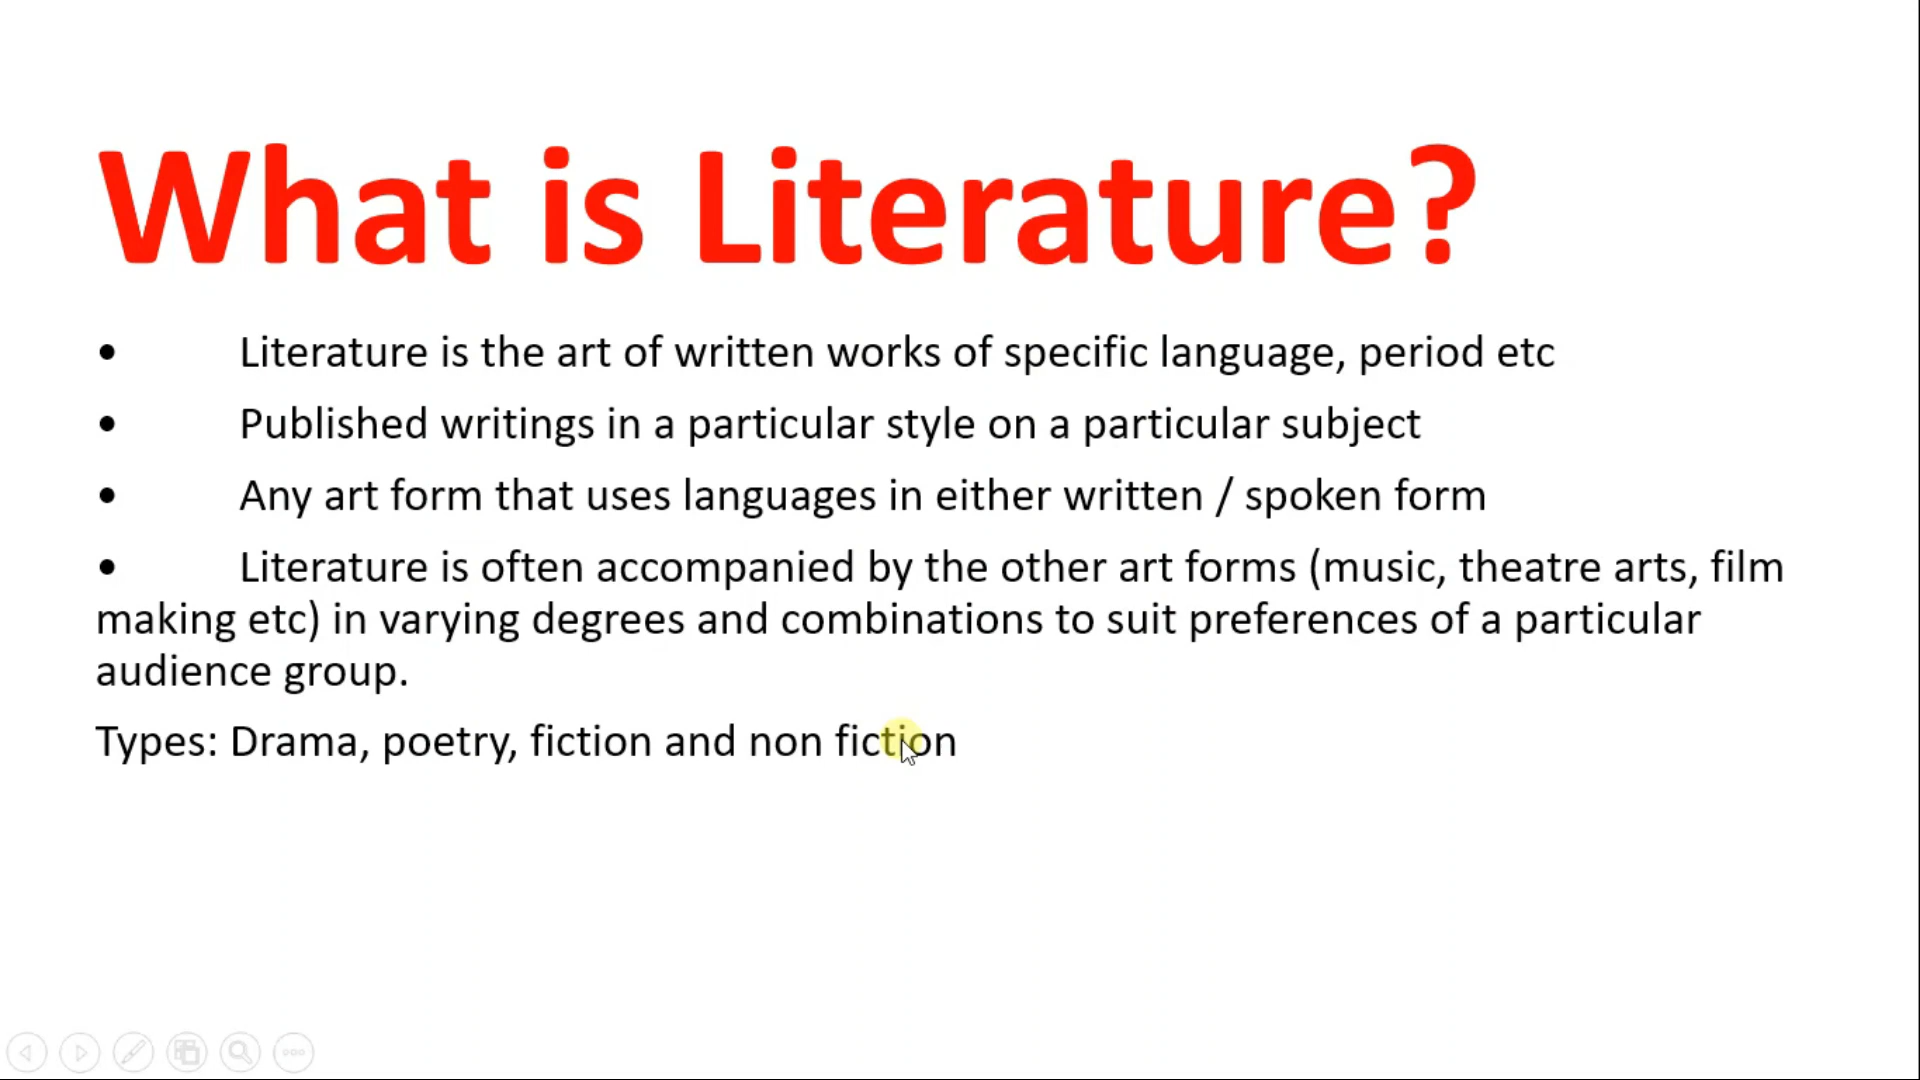 What is Literature?
• Literature is the art of written works of specific language, period etc
• Published writings in a particular style on a particular subject
• Any art form that uses languages in either written / spoken form
• Literature is often accompanied by the other art forms (music, theatre arts, film
making etc) in varying degrees and combinations to suit preferences of a particular
audience group.
Types: Drama, poetry, fiction and non fiction